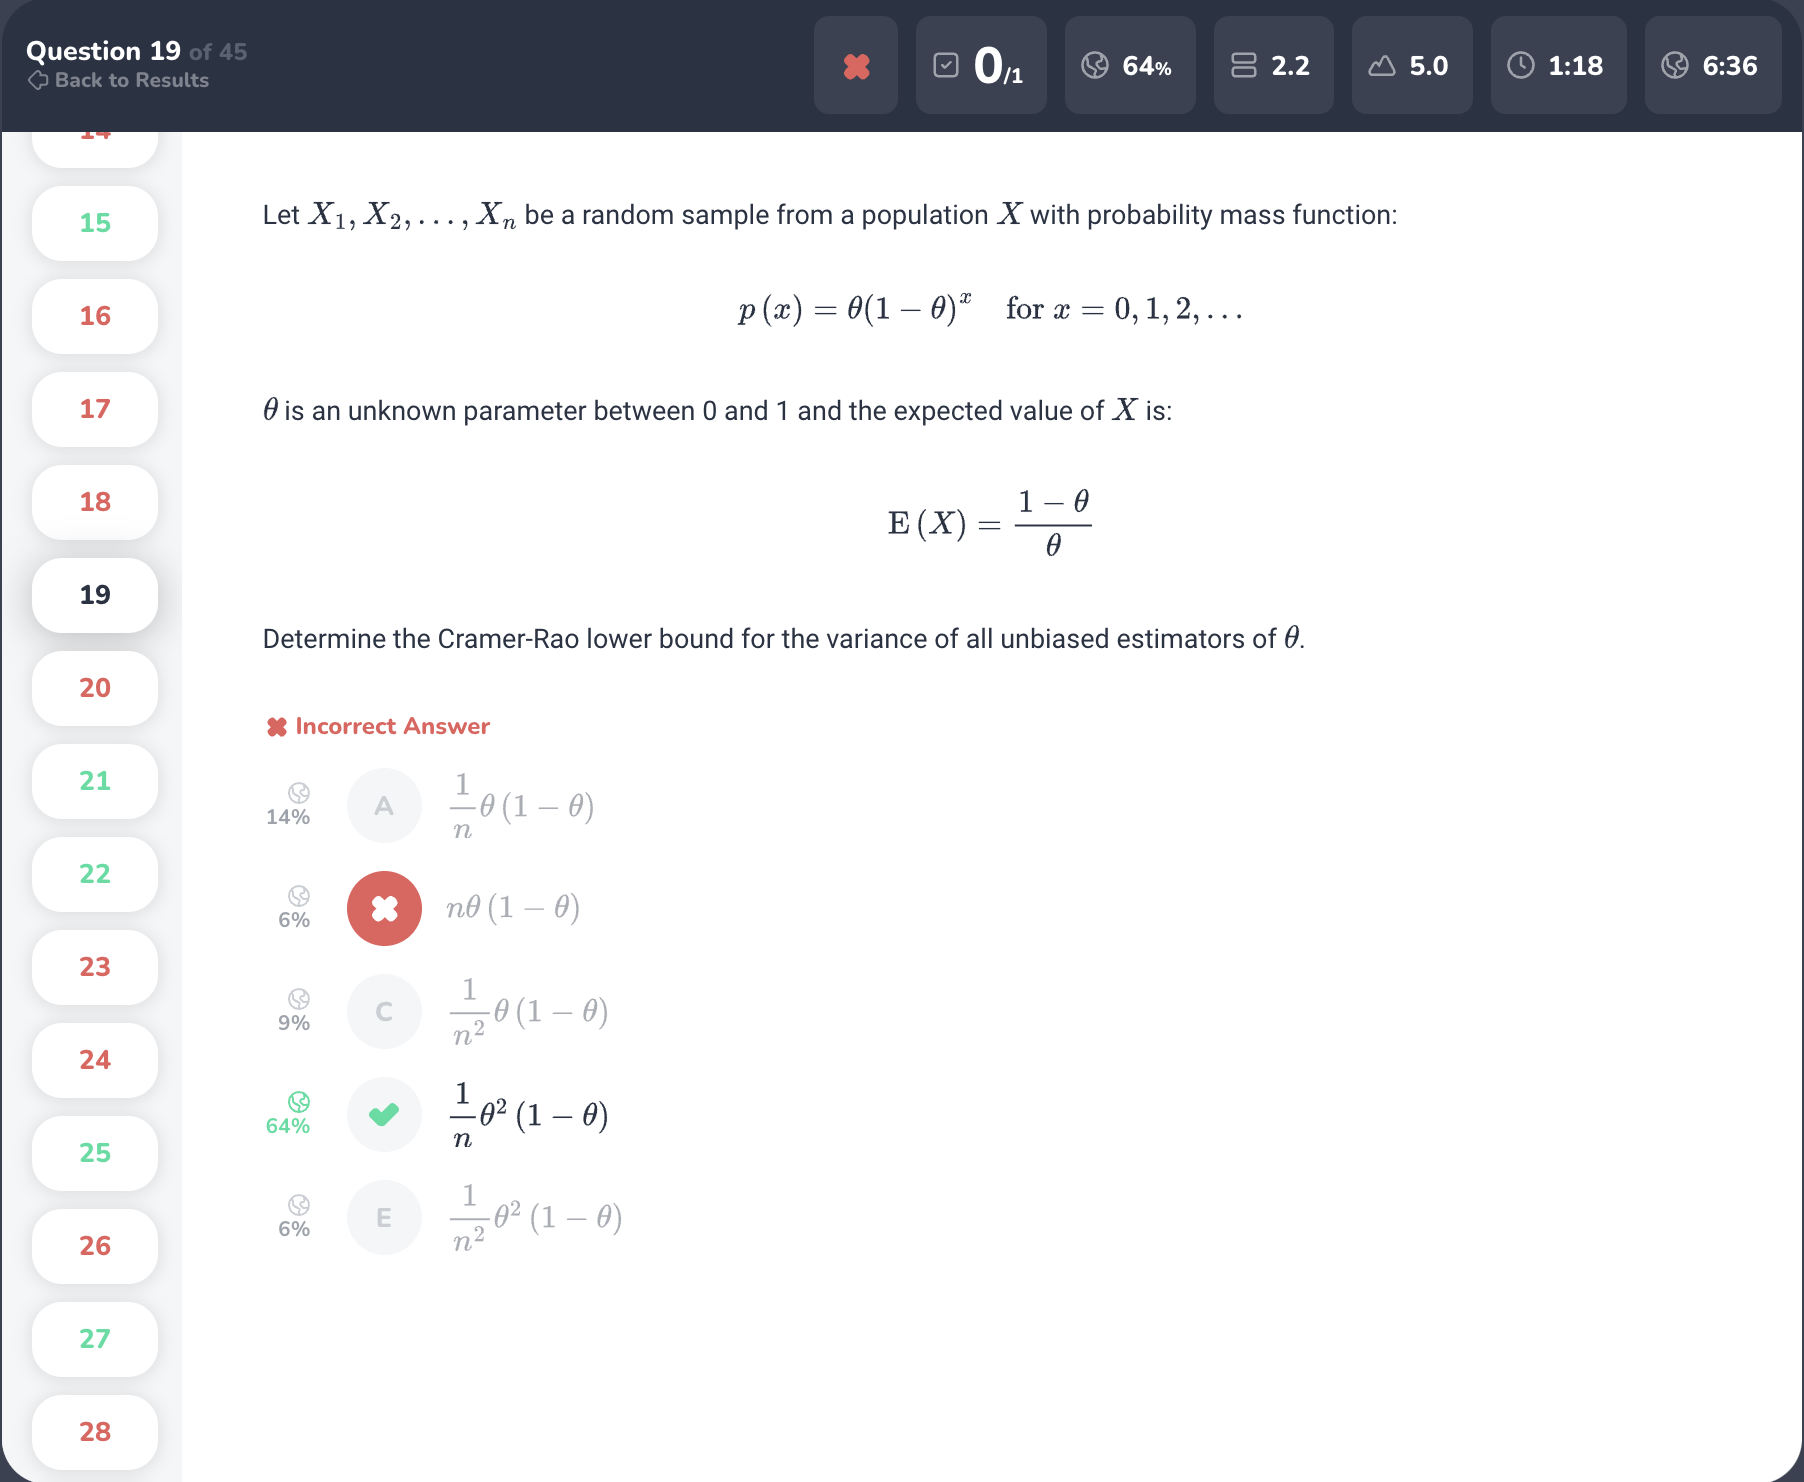 Question 19 of 45
Back to Results
0/1
64%
2.2
5.0
1:18
6:36
14
15
16
17
18
19
20
21
22
23
24
25
26
27
28
Let X₁, X₂, . . . , Xₙ be a random sample from a population X with probability mass function:
p (x) = θ(1 − θ)ˣ for x = 0, 1, 2, . . .
θ is an unknown parameter between 0 and 1 and the expected value of X is:
E (X) = (1 − θ)/θ
Determine the Cramer-Rao lower bound for the variance of all unbiased estimators of θ.
Incorrect Answer
14% A 1/n θ (1 − θ)
6% nθ (1 − θ)
9% C 1/n² θ (1 − θ)
64% 1/n θ² (1 − θ)
6% E 1/n² θ² (1 − θ)